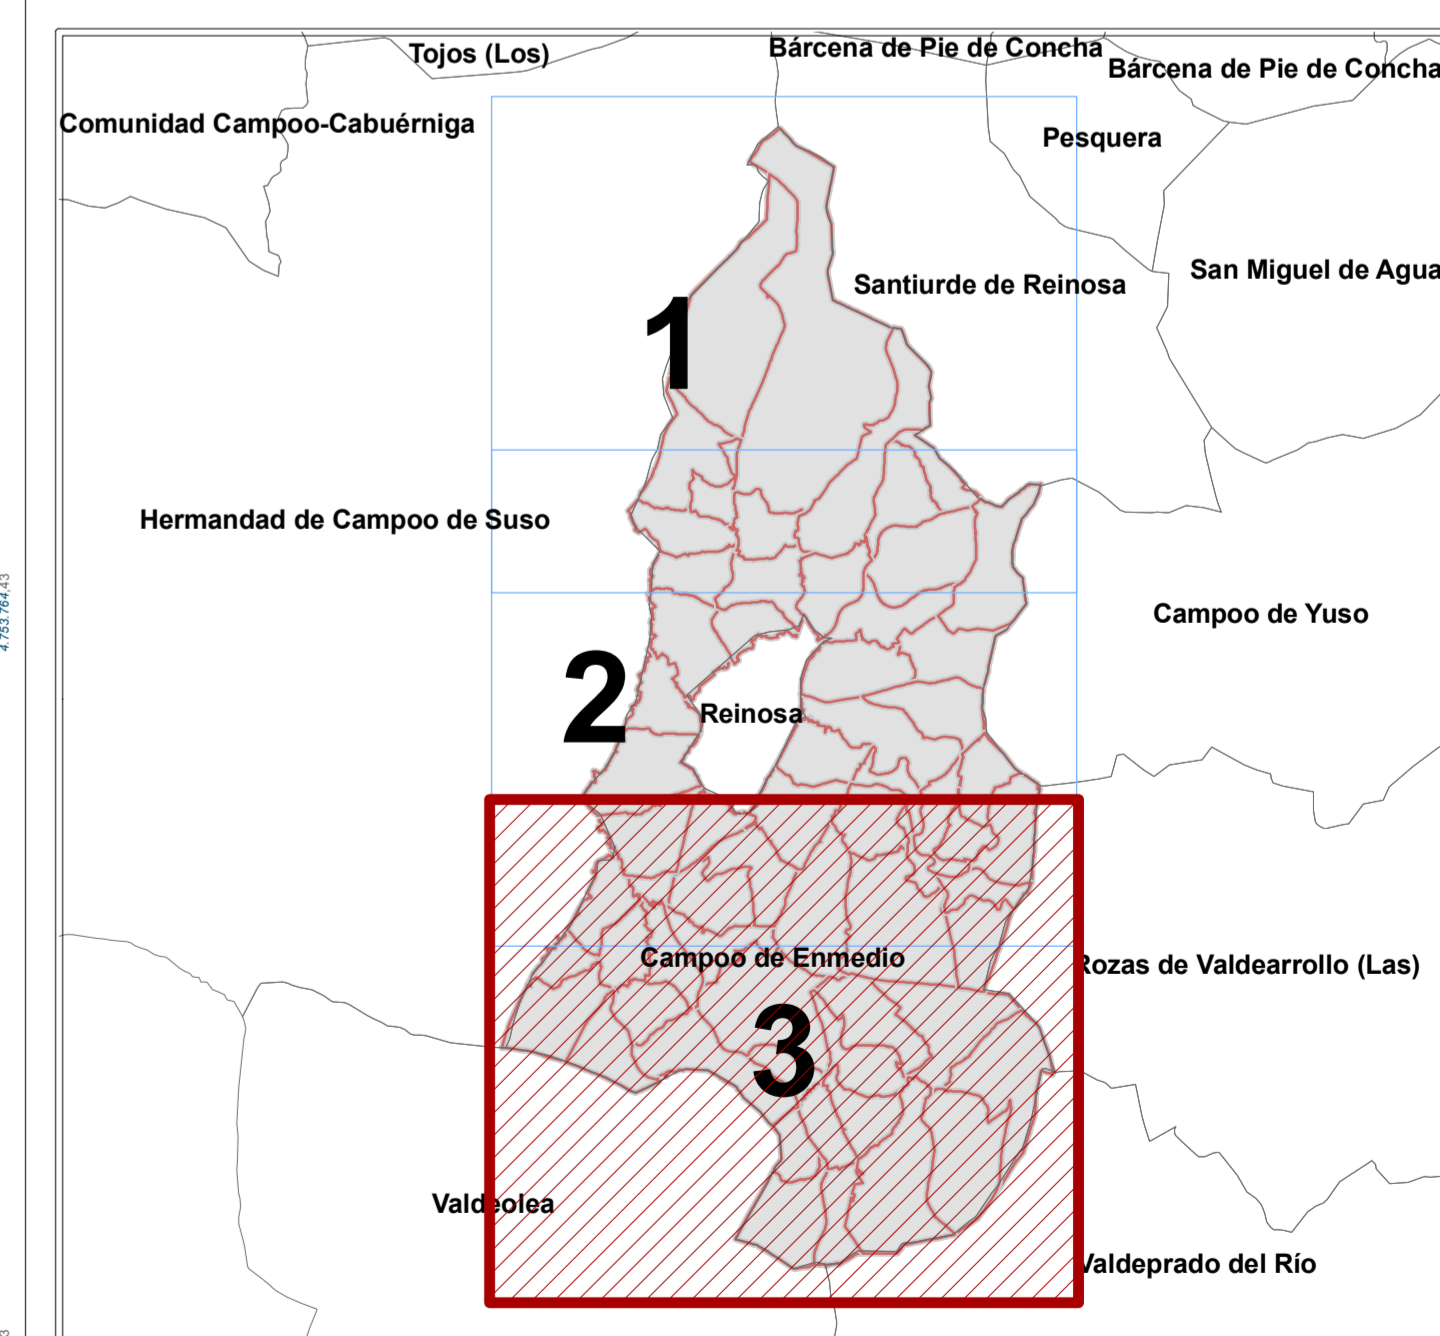 Tojos (Los)
Bárcena de Pie de Concha
Bárcena de Pie de Concha
Comunidad Campoo-Cabuérniga
Pesquera
San Miguel de Agua
Santiurde de Reinosa
1
Hermandad de Campoo de Suso
4.753.764,43
Campoo de Yuso
2
Reinosa
Campoo de Enmedio
Rozas de Valdearrollo (Las)
3
Valdeolea
Valdeprado del Río